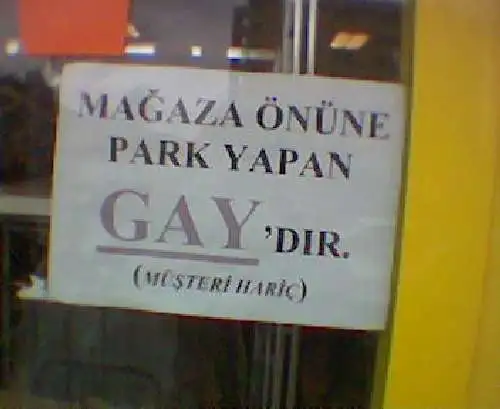 MAĞAZA ÖNÜNE
PARK YAPAN
GAY'DIR.
(MÜŞTERİ HARİÇ)